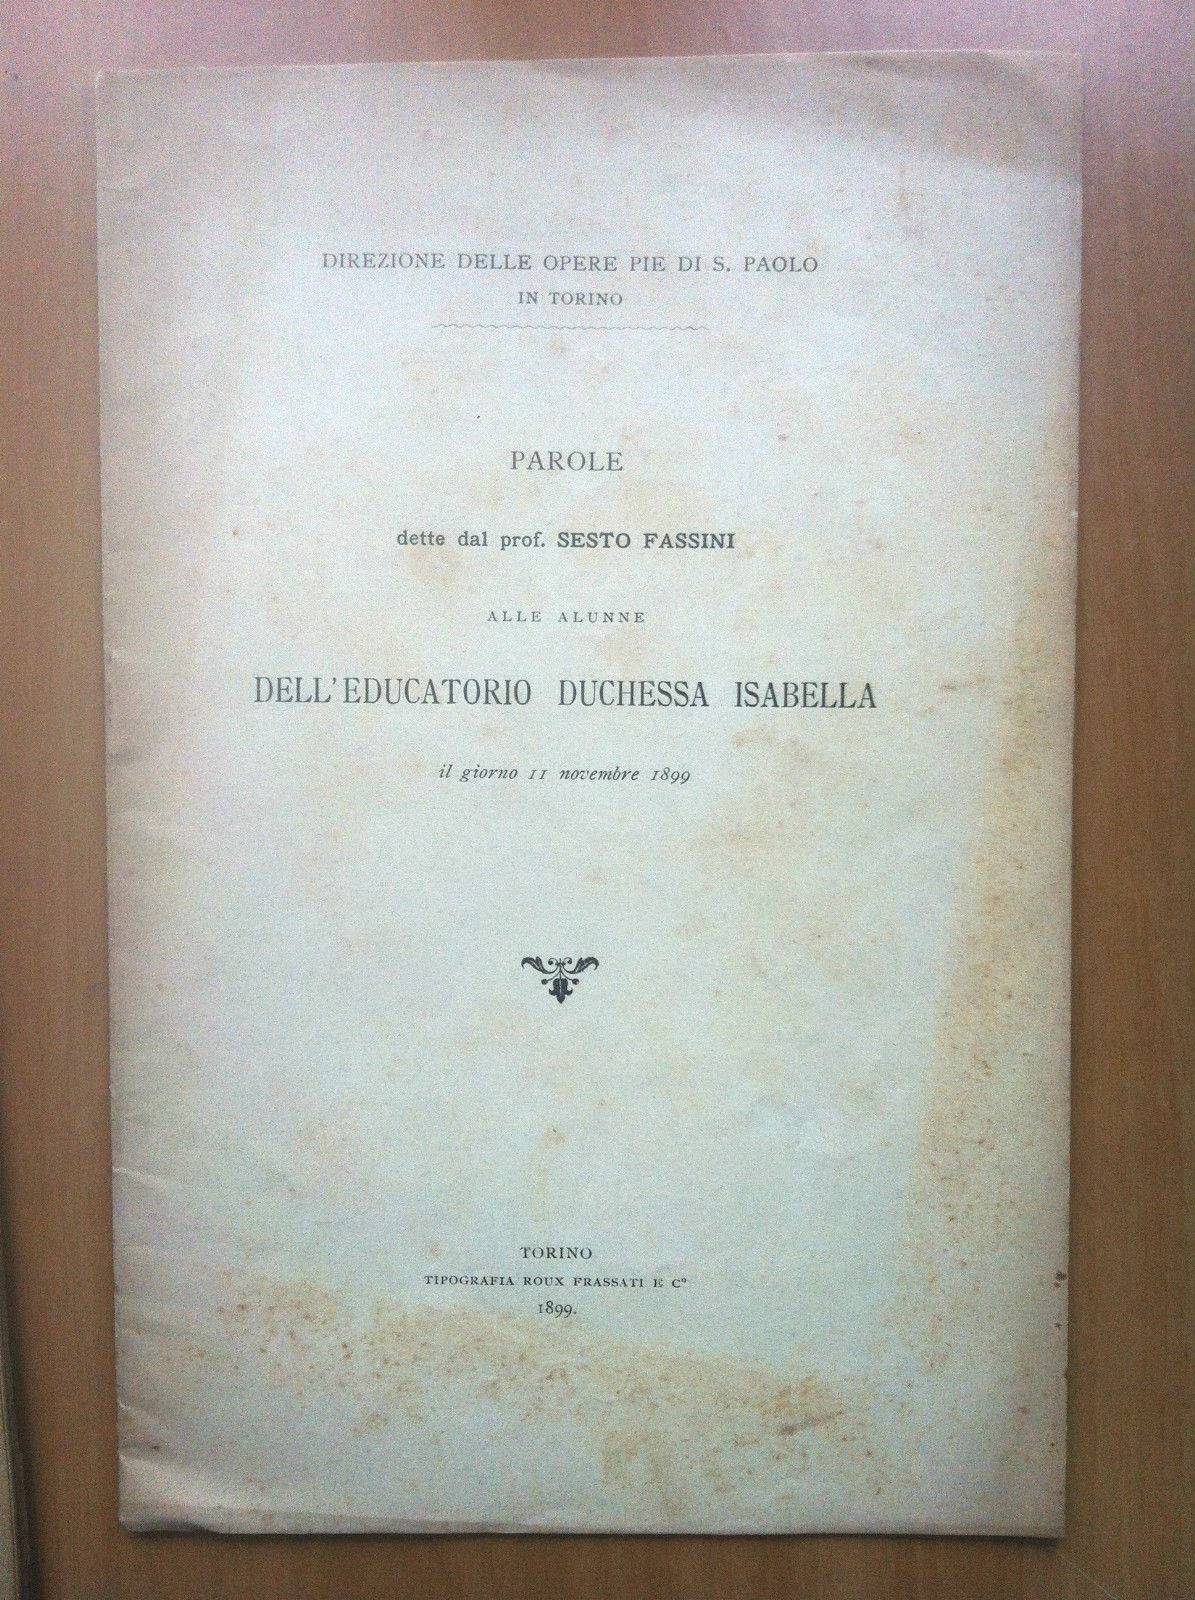 DIREZIONE DELLE OPERE PIE DI S. PAOLO
IN TORINO
PAROLE
dette dal prof. SESTO FASSINI
ALLE ALUNNE
DELL'EDUCATORIO DUCHESSA ISABELLA
il giorno 11 novembre 1899
TORINO
TIPOGRAFIA ROUX FRASSATI E Cº
1899.